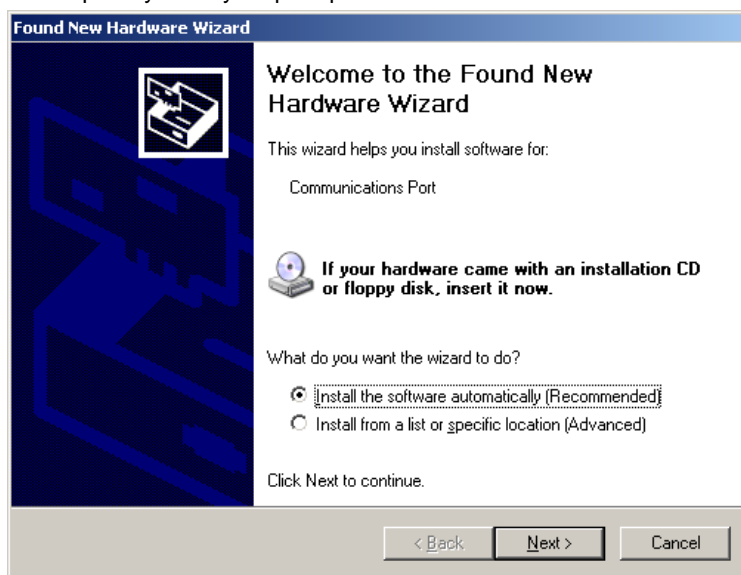 Found New Hardware Wizard
Welcome to the Found New
Hardware Wizard
This wizard helps you install software for:
Communications Port
If your hardware came with an installation CD
or floppy disk, insert it now.
What do you want the wizard to do?
Install the software automatically (Recommended)
Install from a list or specific location (Advanced)
Click Next to continue.
< Back Next > Cancel